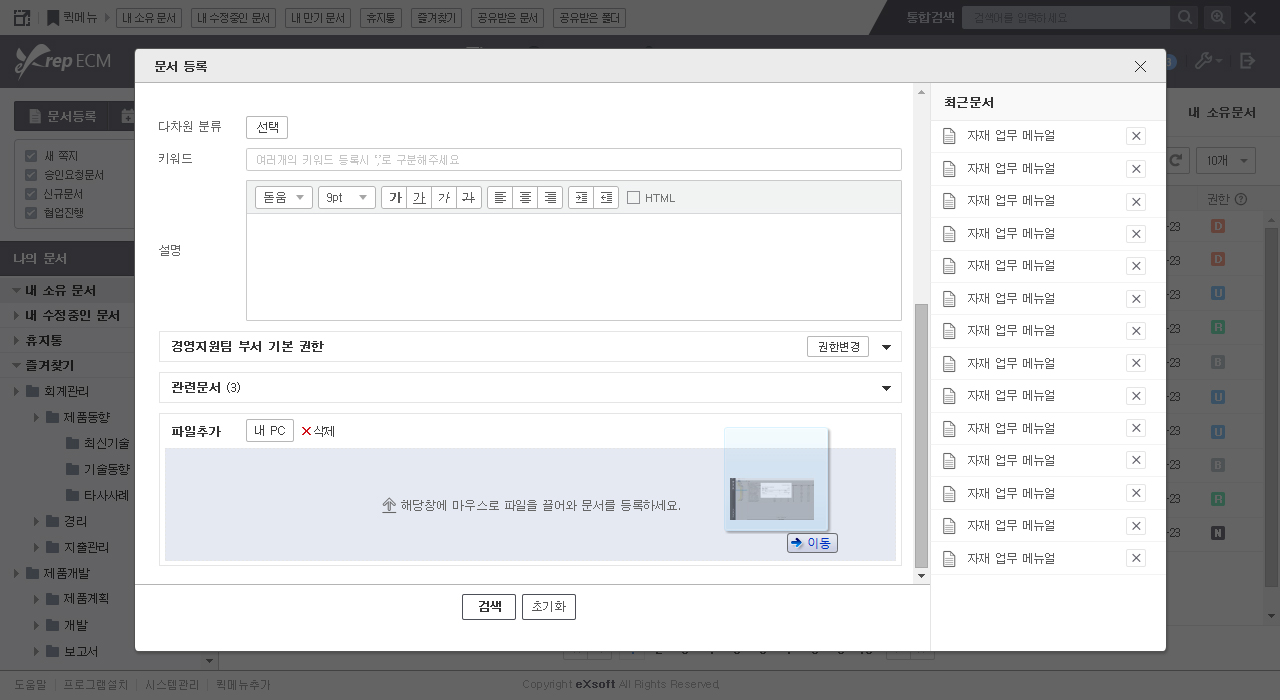 퀵메뉴 내 소유 문서 내 수정중인 문서 내 만기 문서 휴지통 즐겨찾기 공유받은 문서 공유받은 폴더 통합검색 검색어를 입력하세요
Xrep ECM
문서 등록
문서등록
새 쪽지
승인요청문서
신규문서
협업진행
나의 문서
내 소유 문서
내 수정중인 문서
휴지통
즐겨찾기
회계관리
제품동향
최신기술
기술동향
타사사례
경리
지출관리
제품개발
제품계획
개발
보고서
다차원 분류 선택
키워드 여러개의 키워드 등록시 ','로 구분해주세요
돋움 9pt 가 가 가 가 HTML
설명
경영지원팀 부서 기본 권한 권한변경
관련문서 (3)
파일추가 내 PC 삭제
해당창에 마우스로 파일을 끌어와 문서를 등록하세요.
이동
검색 초기화
최근문서
자재 업무 메뉴얼
자재 업무 메뉴얼
자재 업무 메뉴얼
자재 업무 메뉴얼
자재 업무 메뉴얼
자재 업무 메뉴얼
자재 업무 메뉴얼
자재 업무 메뉴얼
자재 업무 메뉴얼
자재 업무 메뉴얼
자재 업무 메뉴얼
자재 업무 메뉴얼
자재 업무 메뉴얼
자재 업무 메뉴얼
3
내 소유문서
10개
권한 ?
-23 D
-23 D
-23 U
-23 R
-23 B
-23 U
-23 U
-23 B
-23 R
-23 N
도움말 프로그램설치 시스템관리 퀵메뉴추가
Copyright eXsoft All Rights Reserved.